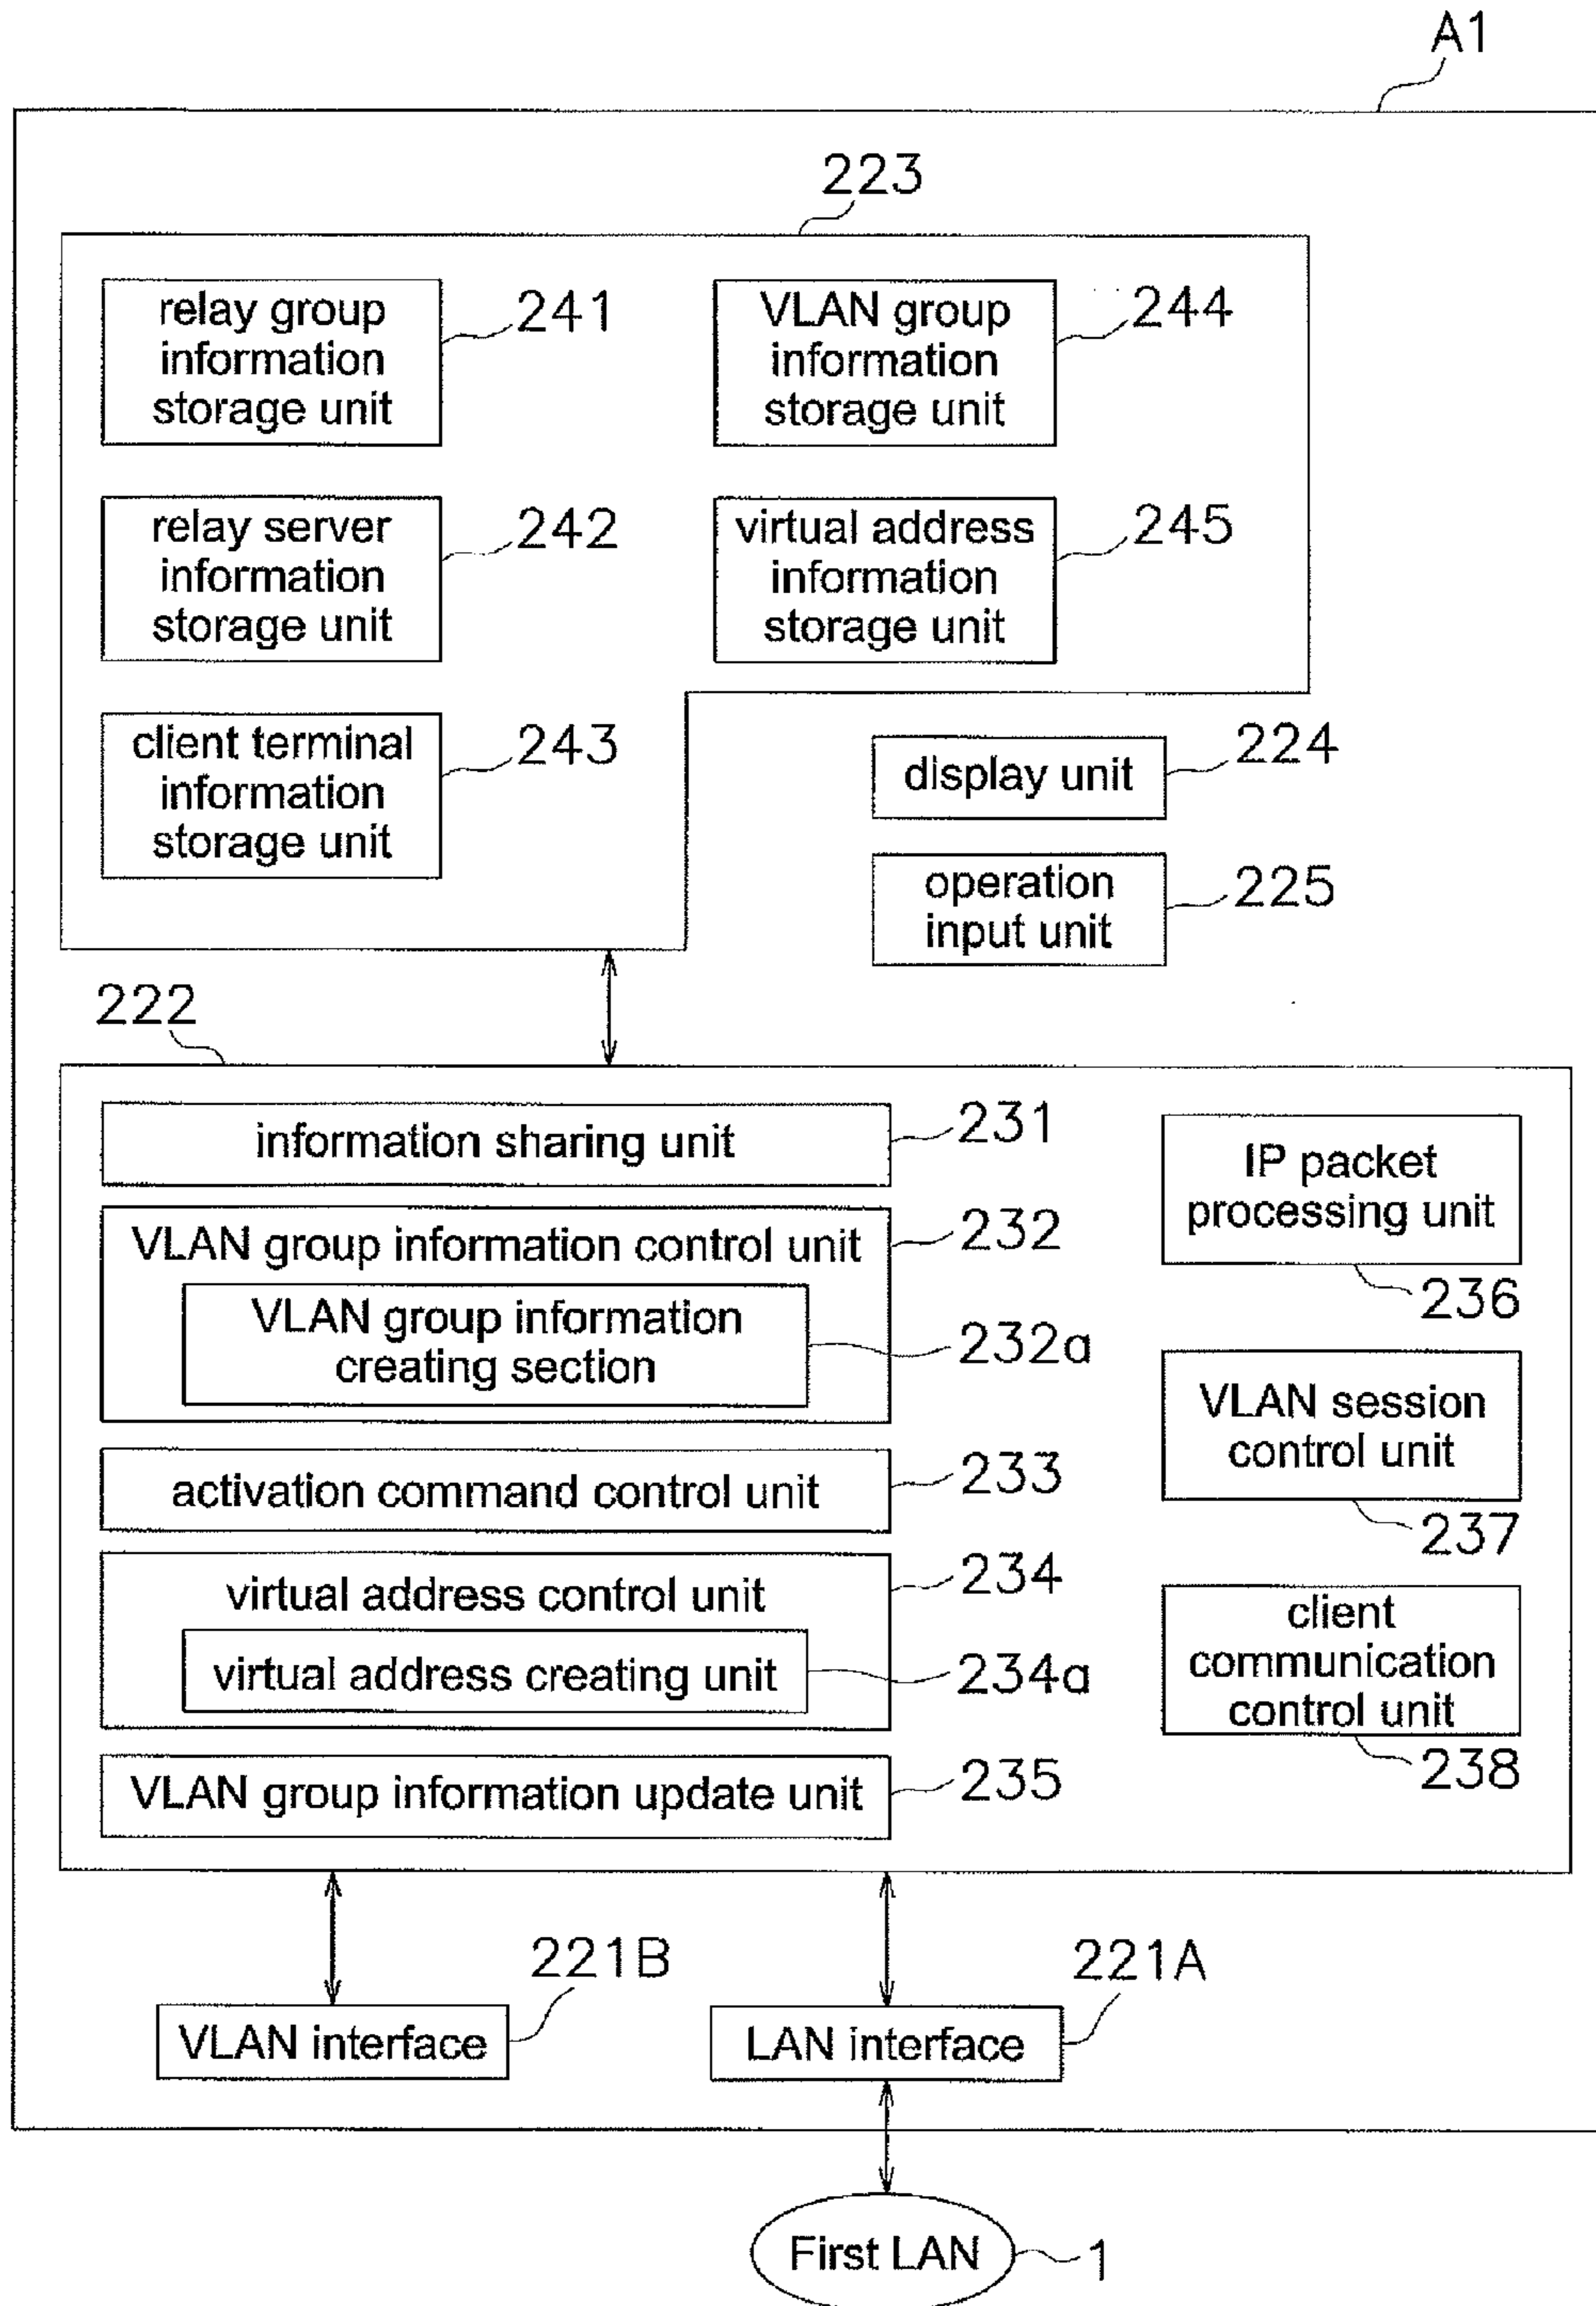 A1
223
relay group
information
storage unit
241
VLAN group
information
storage unit
244
relay server
information
storage unit
242
virtual address
information
storage unit
245
client terminal
information
storage unit
243
display unit
224
operation
input unit
225
222
information sharing unit
231
VLAN group information control unit
232
VLAN group information
creating section
232a
activation command control unit
233
virtual address control unit
234
virtual address creating unit
234a
VLAN group information update unit
235
IP packet
processing unit
236
VLAN session
control unit
237
client
communication
control unit
238
221B
VLAN interface
221A
LAN interface
First LAN
1